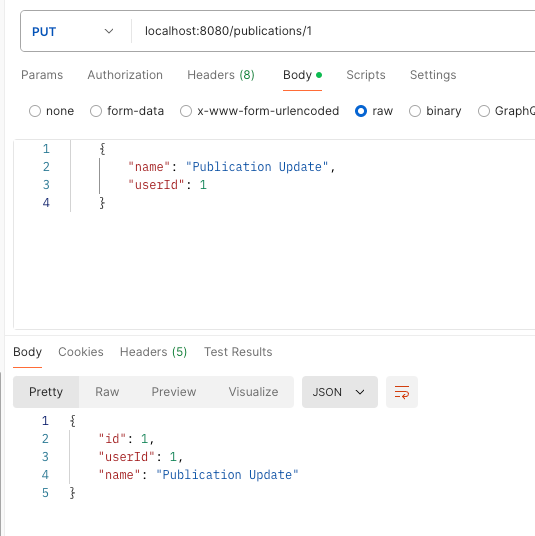 PUT localhost:8080/publications/1
Params Authorization Headers (8) Body Scripts Settings
none form-data x-www-form-urlencoded raw binary GraphQ
1 {
2 "name": "Publication Update",
3 "userId": 1
4 }
Body Cookies Headers (5) Test Results
Pretty Raw Preview Visualize JSON
1 {
2 "id": 1,
3 "userId": 1,
4 "name": "Publication Update"
5 }